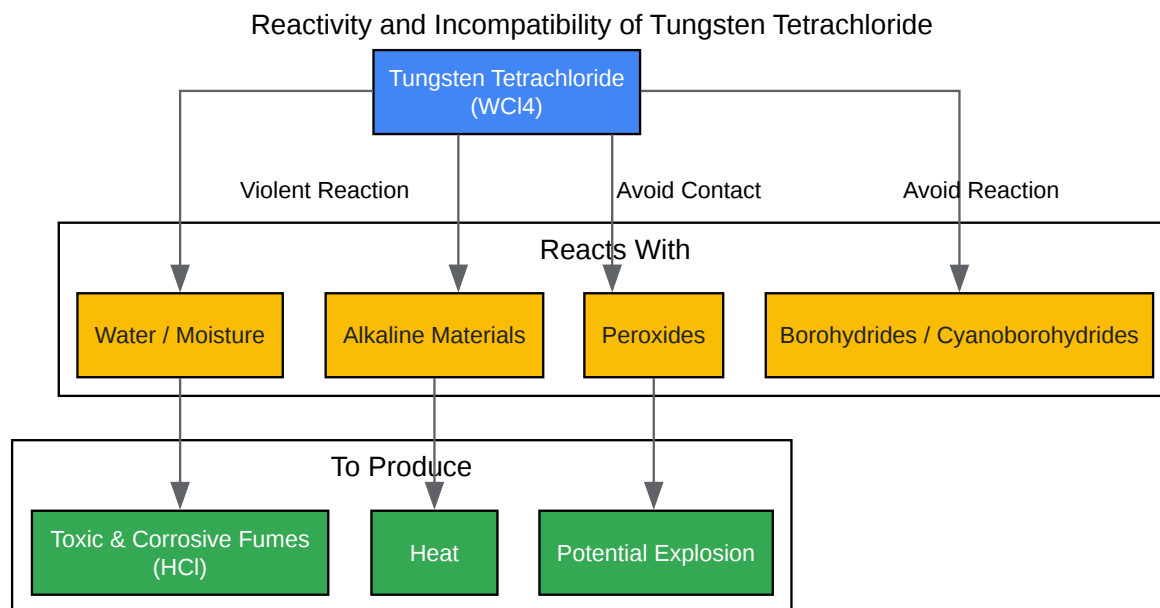 Reactivity and Incompatibility of Tungsten Tetrachloride
Tungsten Tetrachloride
(WCl4)
Violent Reaction
Avoid Contact
Avoid Reaction
Reacts With
Water / Moisture
Alkaline Materials
Peroxides
Borohydrides / Cyanoborohydrides
To Produce
Toxic & Corrosive Fumes
(HCl)
Heat
Potential Explosion